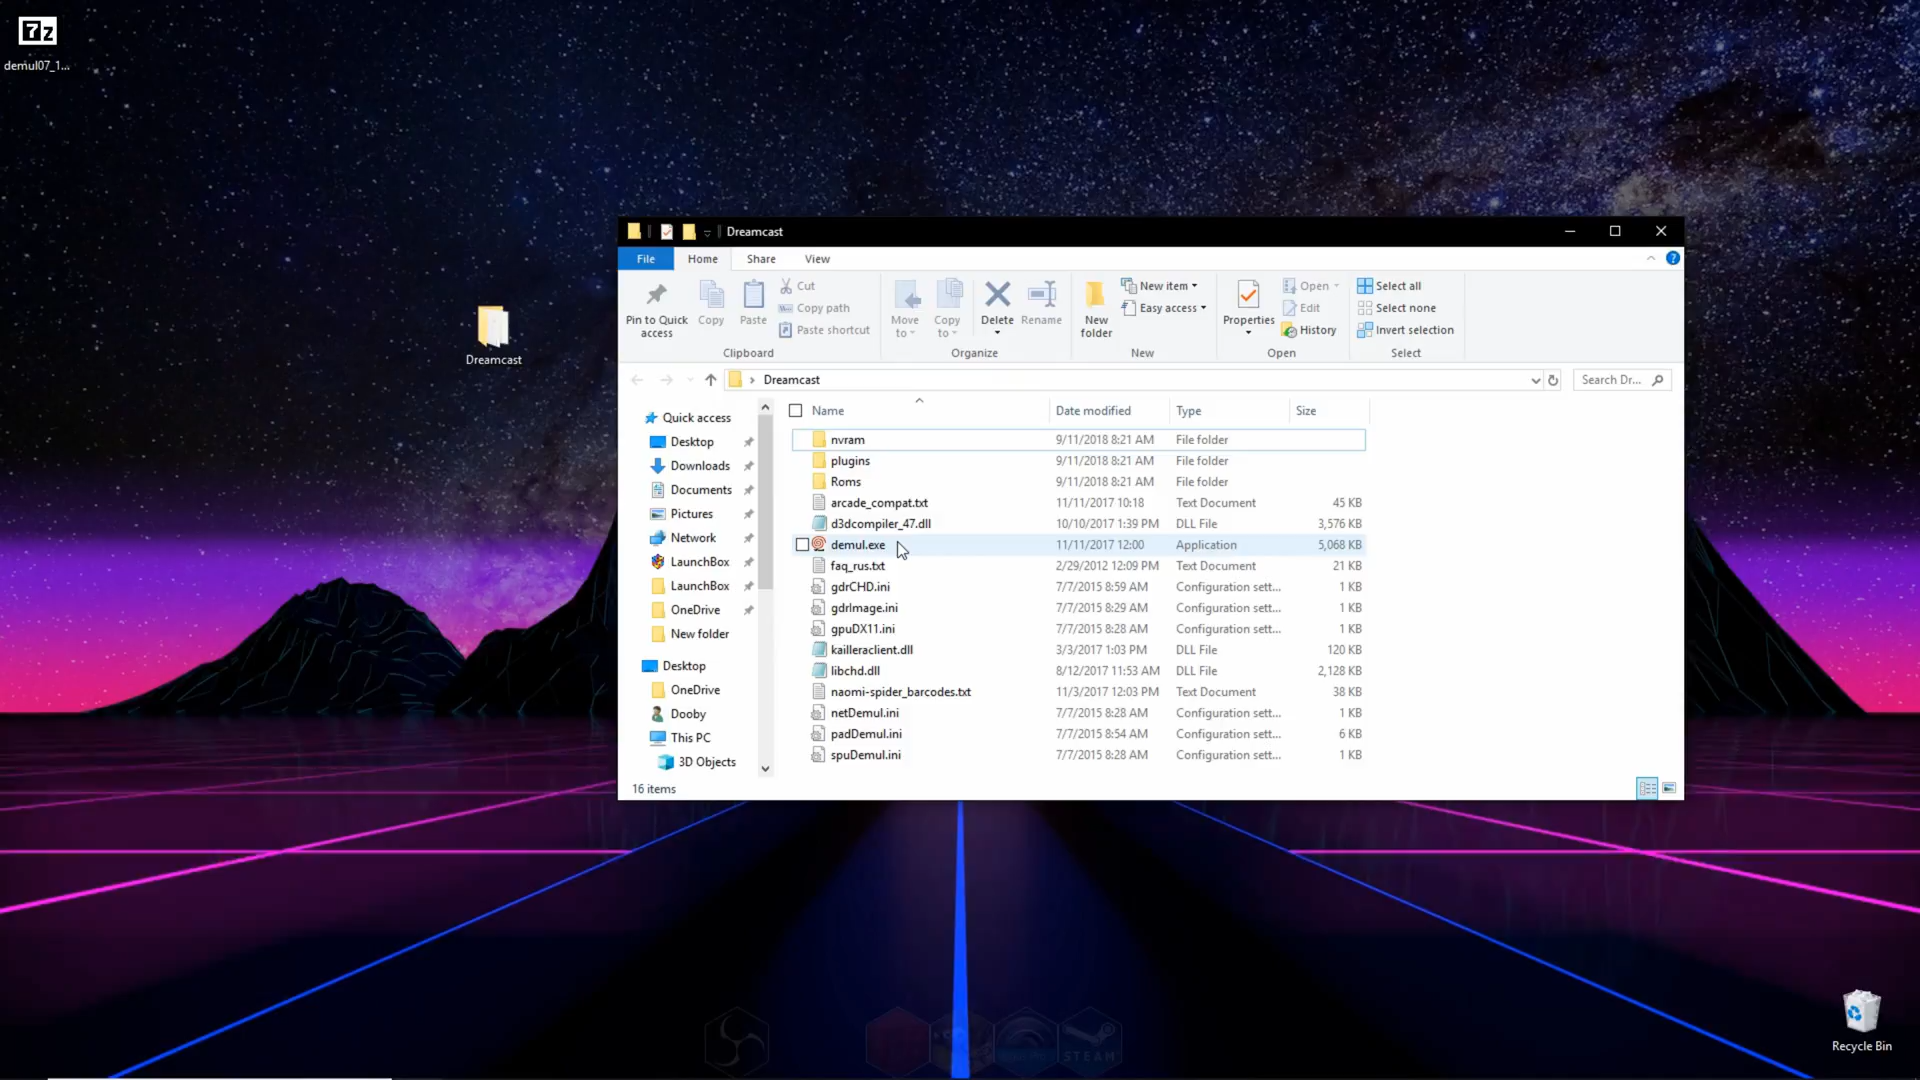 7z
demul07_1...
Dreamcast
Dreamcast
File Home Share View
Pin to Quick access
Copy
Paste
Cut
Copy path
Paste shortcut
Clipboard
Move to
Copy to
Delete
Rename
Organize
New folder
New item
Easy access
New
Properties
Open
Edit
History
Open
Select all
Select none
Invert selection
Select
Dreamcast
Search Dr...
Quick access
Desktop
Downloads
Documents
Pictures
Network
LaunchBox
LaunchBox
OneDrive
New folder
Desktop
OneDrive
Dooby
This PC
3D Objects
Name Date modified Type Size
nvram 9/11/2018 8:21 AM File folder
plugins 9/11/2018 8:21 AM File folder
Roms 9/11/2018 8:21 AM File folder
arcade_compat.txt 11/11/2017 10:18 Text Document 45 KB
d3dcompiler_47.dll 10/10/2017 1:39 PM DLL File 3,576 KB
demul.exe 11/11/2017 12:00 Application 5,068 KB
faq_rus.txt 2/29/2012 12:09 PM Text Document 21 KB
gdrCHD.ini 7/7/2015 8:59 AM Configuration sett... 1 KB
gdrImage.ini 7/7/2015 8:29 AM Configuration sett... 1 KB
gpuDX11.ini 7/7/2015 8:28 AM Configuration sett... 1 KB
kailleraclient.dll 3/3/2017 1:03 PM DLL File 120 KB
libchd.dll 8/12/2017 11:53 AM DLL File 2,128 KB
naomi-spider_barcodes.txt 11/3/2017 12:03 PM Text Document 38 KB
netDemul.ini 7/7/2015 8:28 AM Configuration sett... 1 KB
padDemul.ini 7/7/2015 8:54 AM Configuration sett... 6 KB
spuDemul.ini 7/7/2015 8:28 AM Configuration sett... 1 KB
16 items
STEAM
Recycle Bin